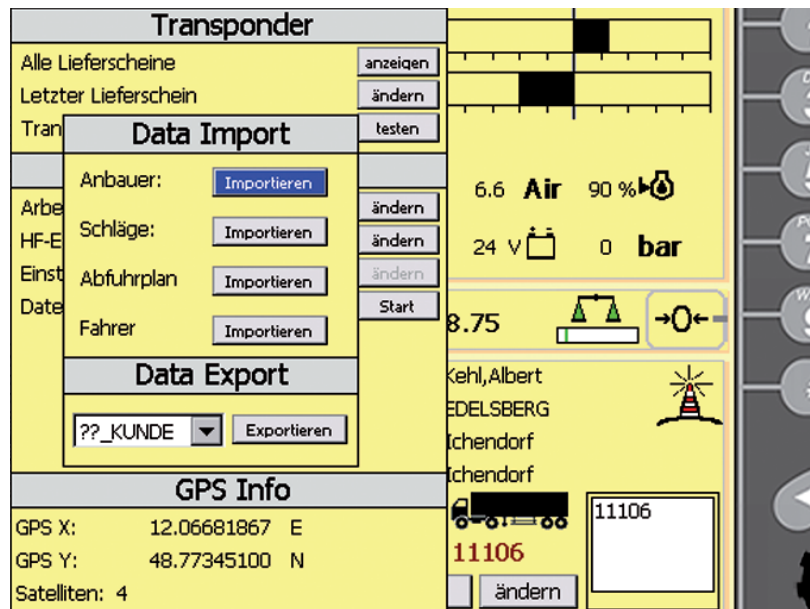 Transponder
Alle Lieferscheine anzeigen
Letzter Lieferschein ändern
Tran testen
Data Import
Anbauer: Importieren
Schläge: Importieren
Abfuhrplan Importieren
Fahrer Importieren
Arbe ändern
HF-E ändern
Einst ändern
Date Start
Data Export
??_KUNDE Exportieren
GPS Info
GPS X: 12.06681867 E
GPS Y: 48.77345100 N
Satelliten: 4
6.6 Air 90 %
24 V 0 bar
8.75
→0←
Kehl,Albert
EDELSBERG
ichendorf
ichendorf
11106
11106
ändern